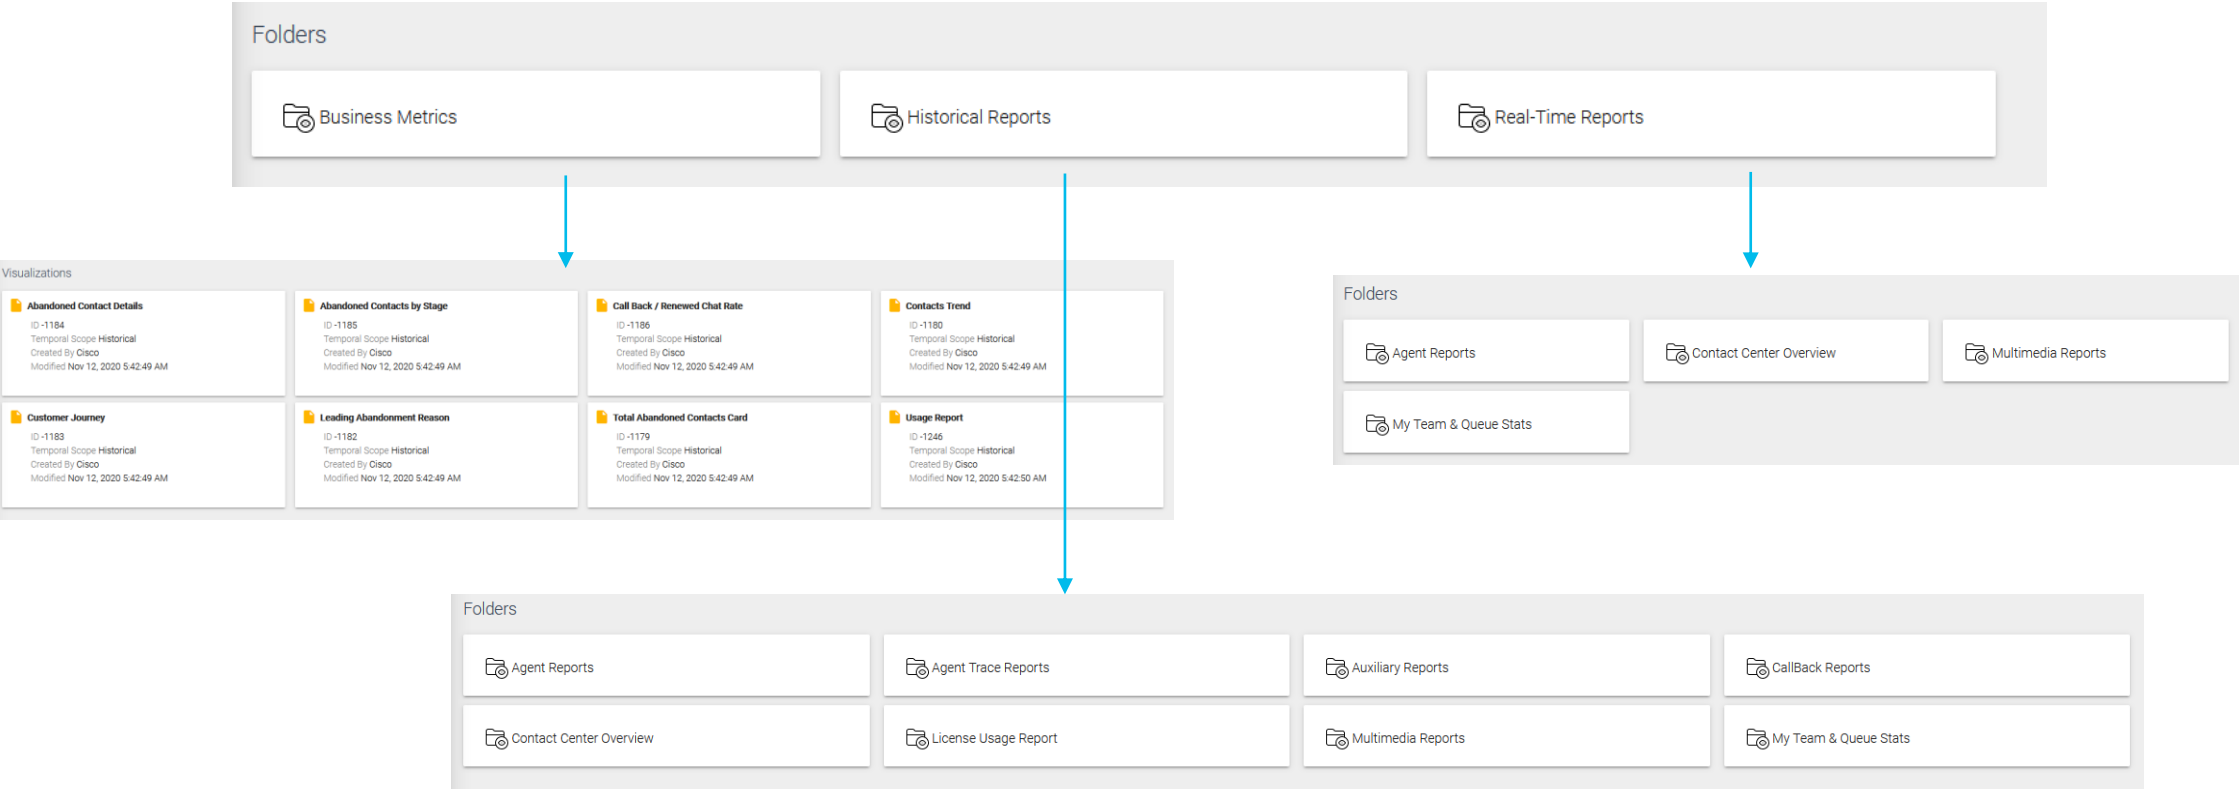 Folders
Business Metrics
Historical Reports
Real-Time Reports
Visualizations
Abandoned Contact Details
ID -1184
Temporal Scope Historical
Created By Cisco
Modified Nov 12, 2020 5:42:49 AM
Abandoned Contacts by Stage
ID -1185
Temporal Scope Historical
Created By Cisco
Modified Nov 12, 2020 5:42:49 AM
Call Back / Renewed Chat Rate
ID -1186
Temporal Scope Historical
Created By Cisco
Modified Nov 12, 2020 5:42:49 AM
Contacts Trend
ID -1180
Temporal Scope Historical
Created By Cisco
Modified Nov 12, 2020 5:42:49 AM
Customer Journey
ID -1183
Temporal Scope Historical
Created By Cisco
Modified Nov 12, 2020 5:42:49 AM
Leading Abandonment Reason
ID -1182
Temporal Scope Historical
Created By Cisco
Modified Nov 12, 2020 5:42:49 AM
Total Abandoned Contacts Card
ID -1179
Temporal Scope Historical
Created By Cisco
Modified Nov 12, 2020 5:42:49 AM
Usage Report
ID -1246
Temporal Scope Historical
Created By Cisco
Modified Nov 12, 2020 5:42:50 AM
Folders
Agent Reports
Contact Center Overview
Multimedia Reports
My Team & Queue Stats
Folders
Agent Reports
Agent Trace Reports
Auxiliary Reports
CallBack Reports
Contact Center Overview
License Usage Report
Multimedia Reports
My Team & Queue Stats